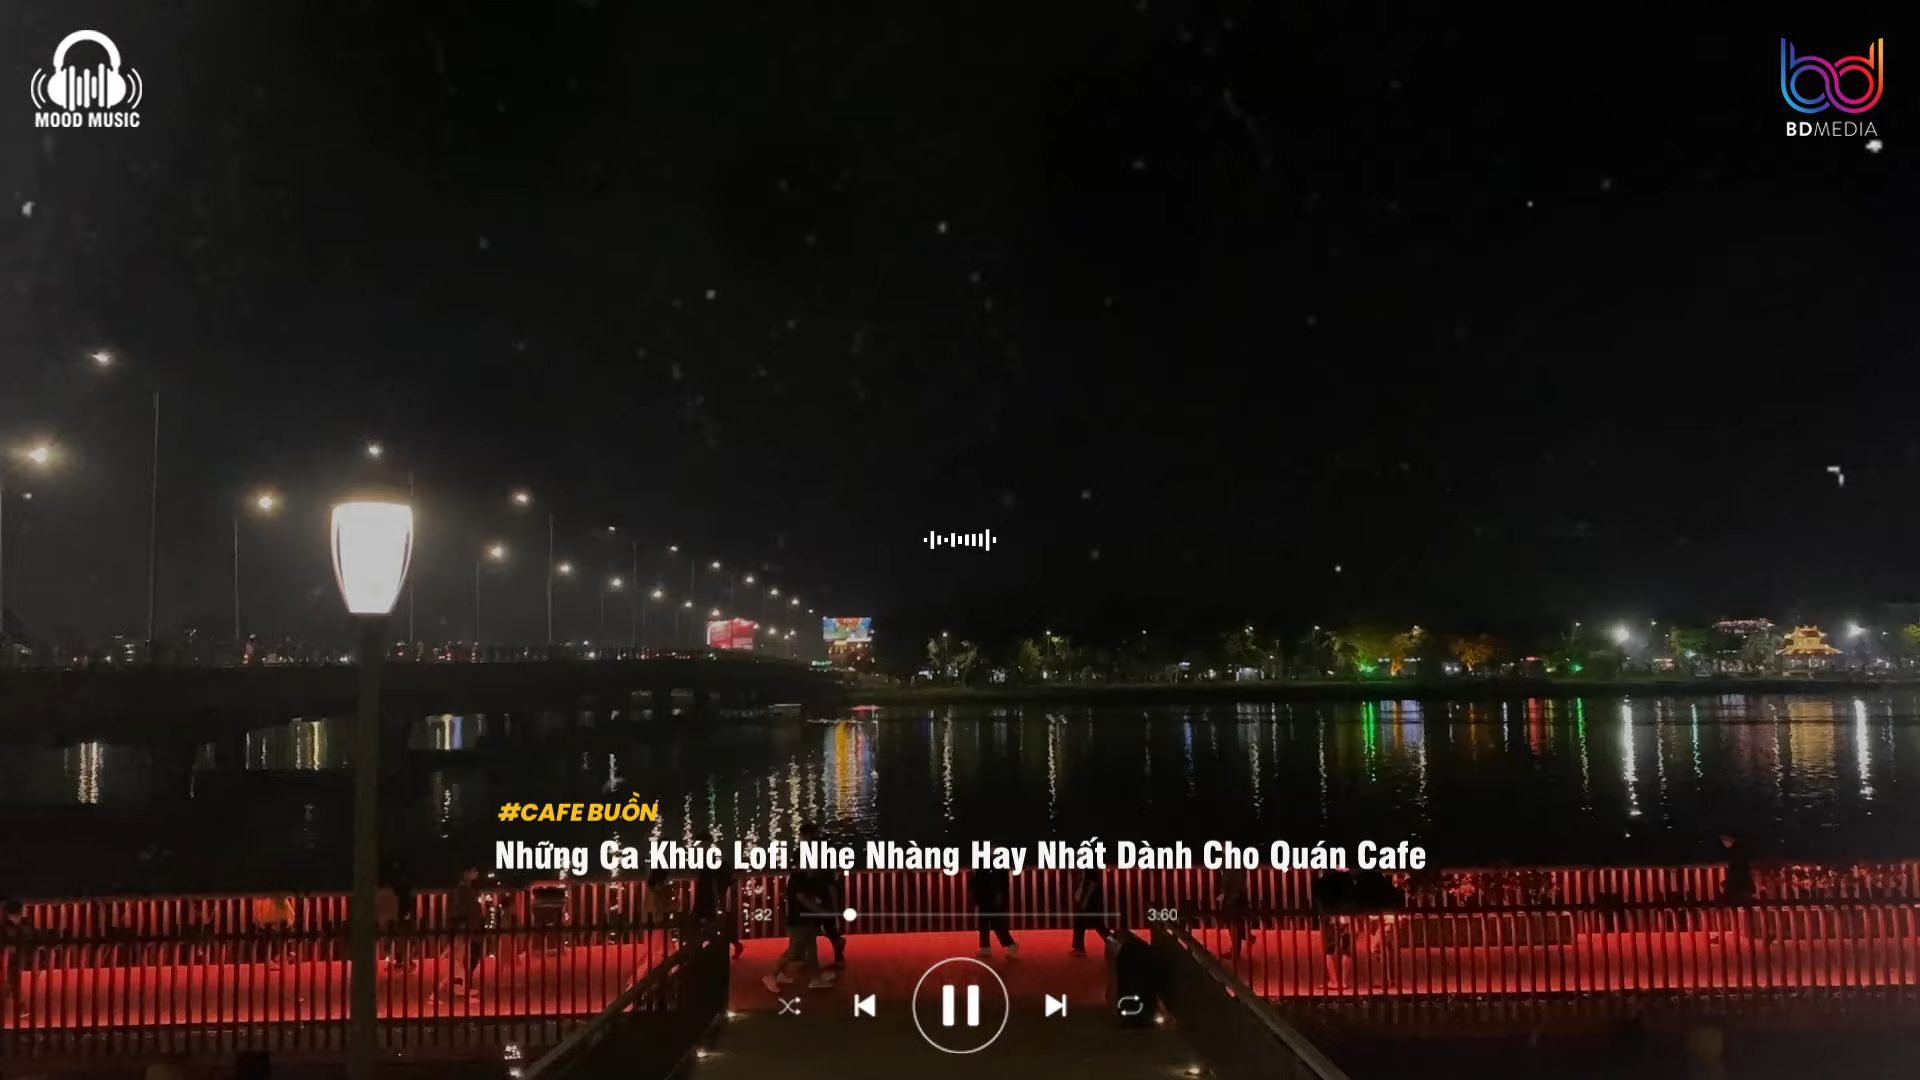 MOOD MUSIC
BDMEDIA
#CAFE BUỒN
Những Ca Khúc Lofi Nhẹ Nhàng Hay Nhất Dành Cho Quán Cafe
1:32
3:60